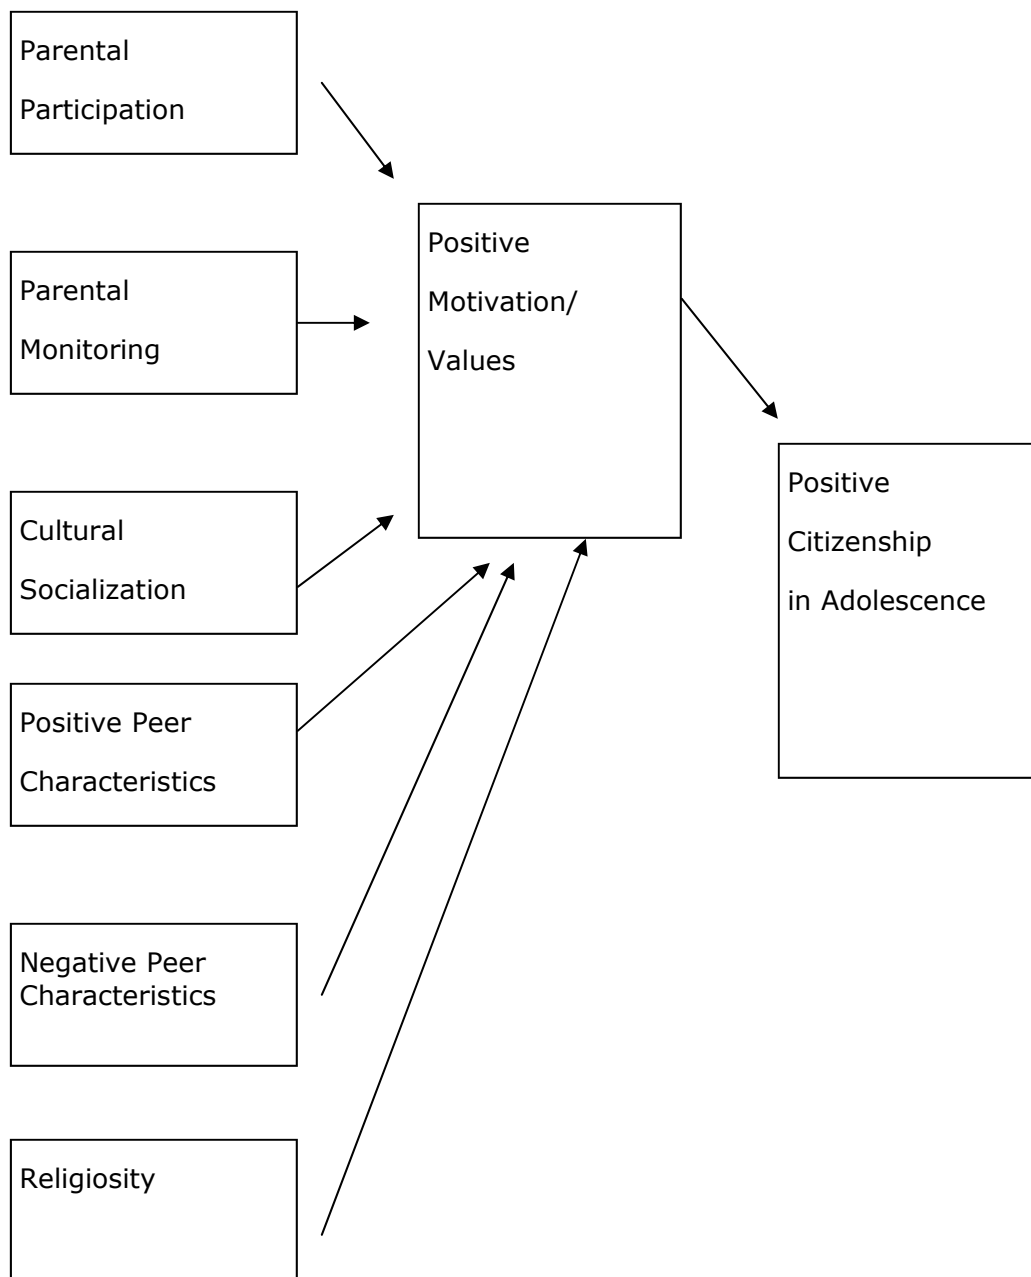 Parental
Participation
Parental
Monitoring
Cultural
Socialization
Positive Peer
Characteristics
Negative Peer
Characteristics
Religiosity
Positive
Motivation/
Values
Positive
Citizenship
in Adolescence